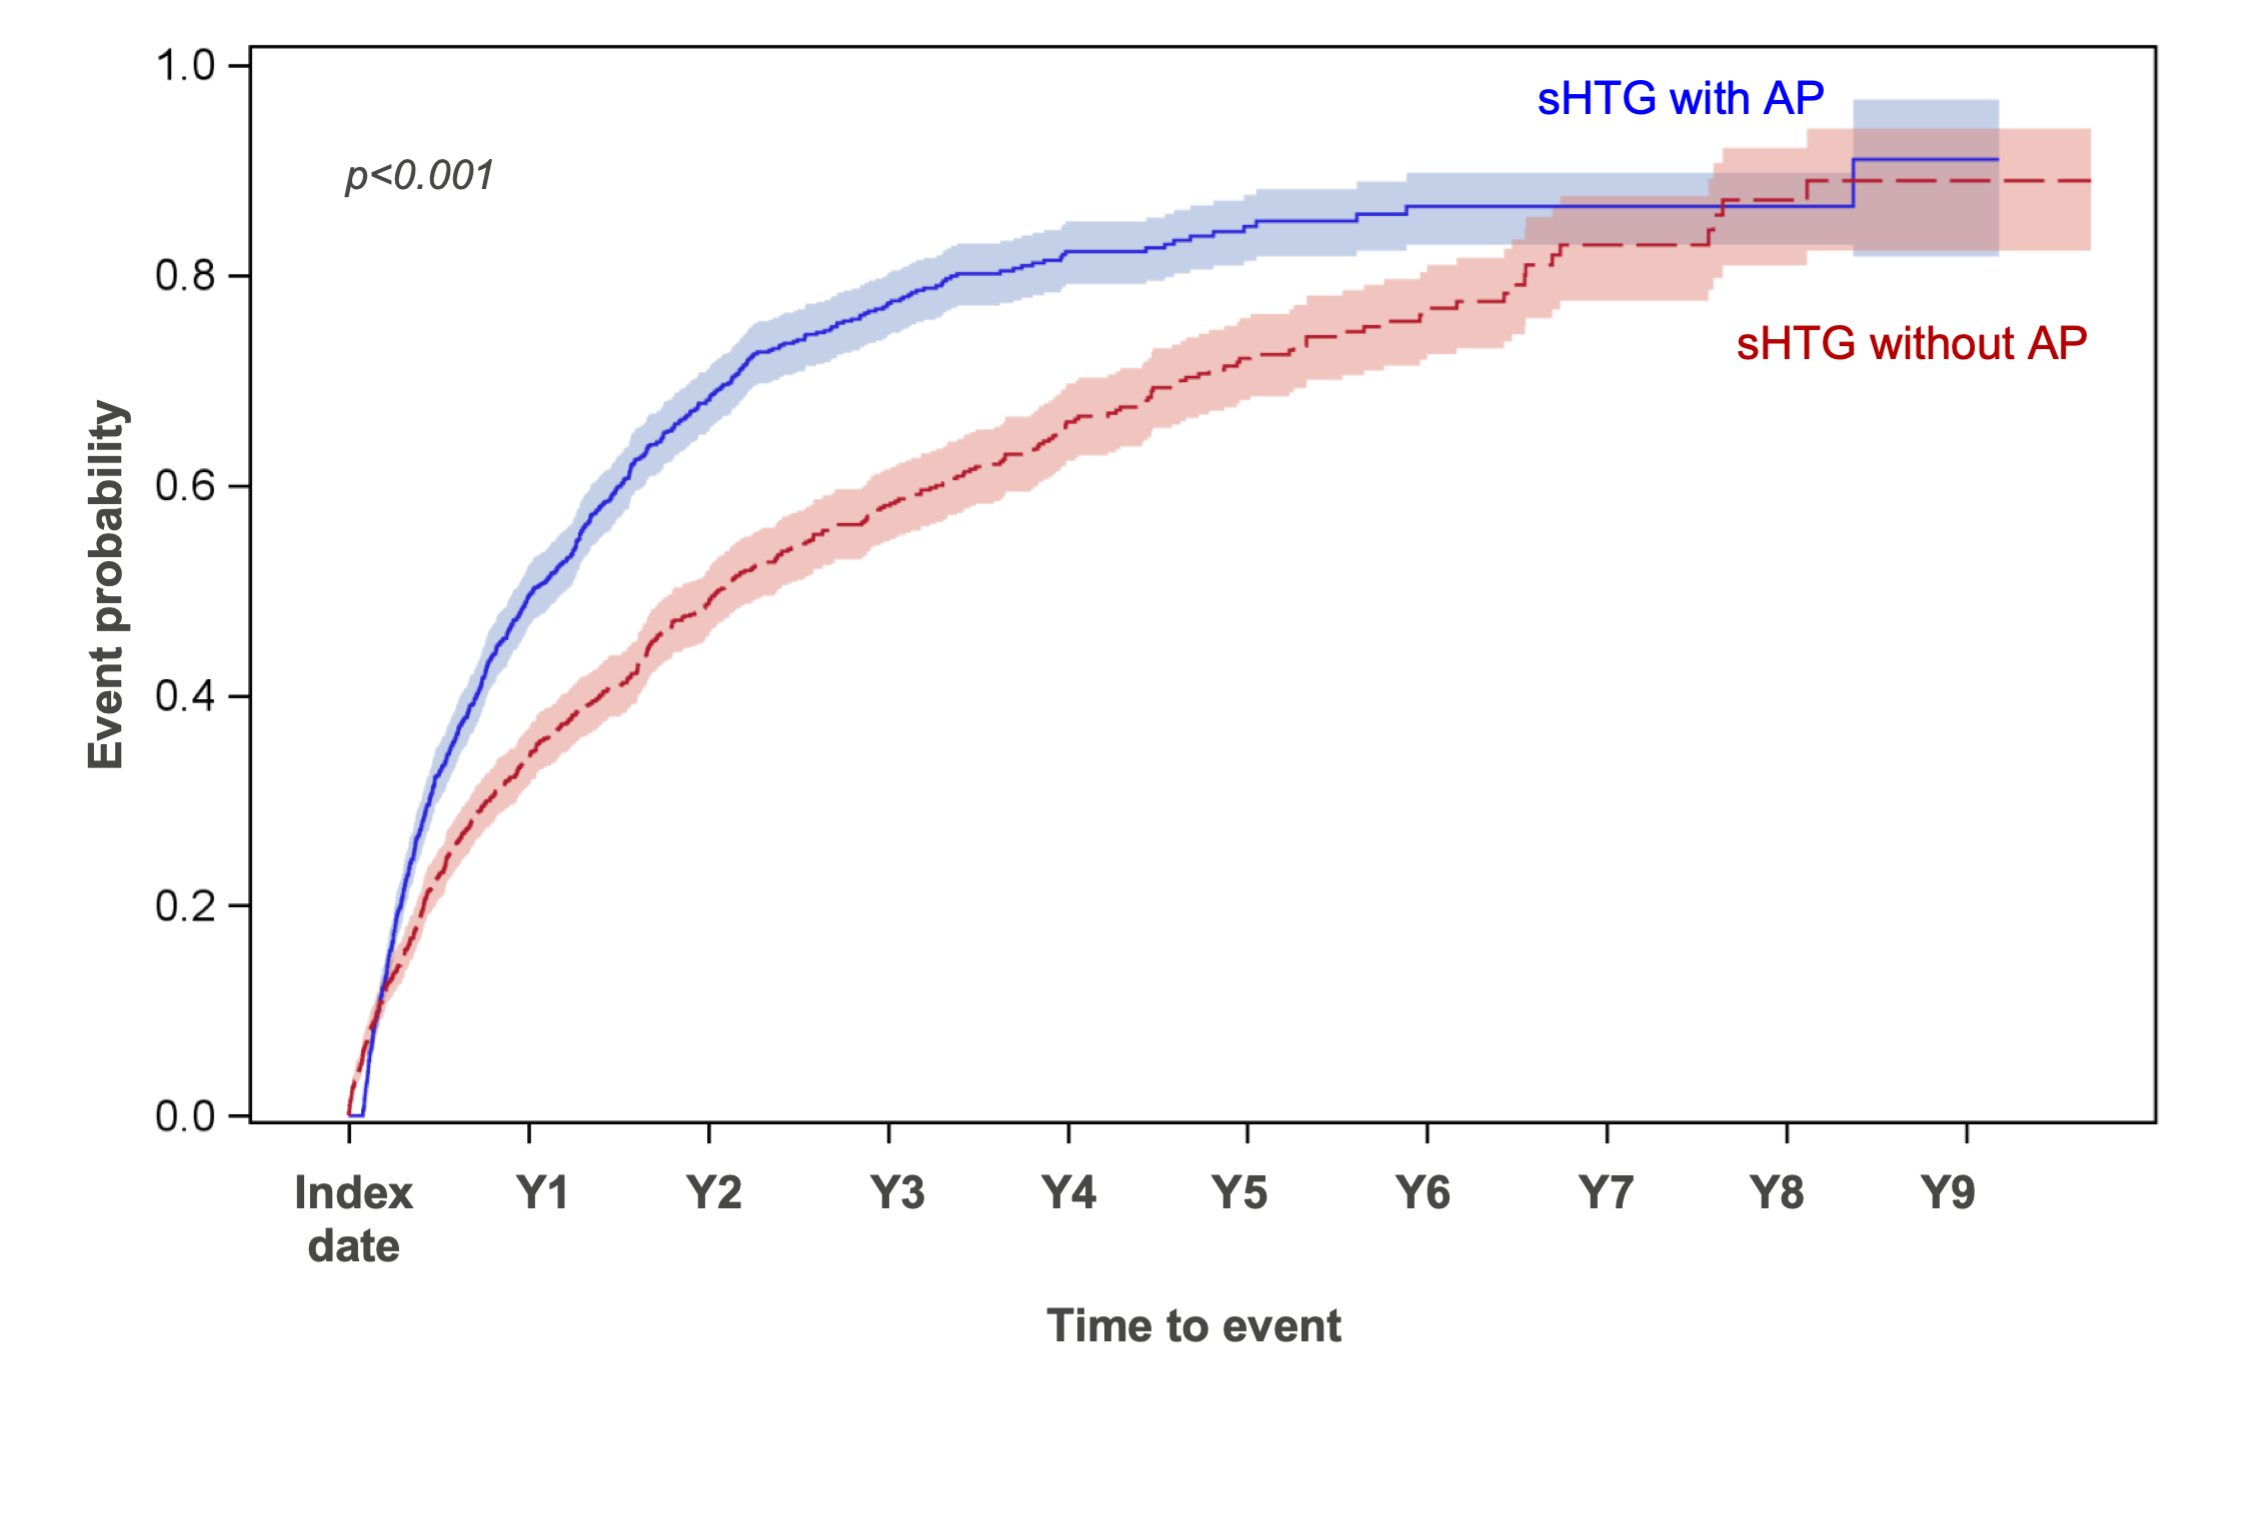 1.0
0.8
0.6
0.4
0.2
0.0
Event probability
p<0.001
sHTG with AP
sHTG without AP
Index date
Y1
Y2
Y3
Y4
Y5
Y6
Y7
Y8
Y9
Time to event